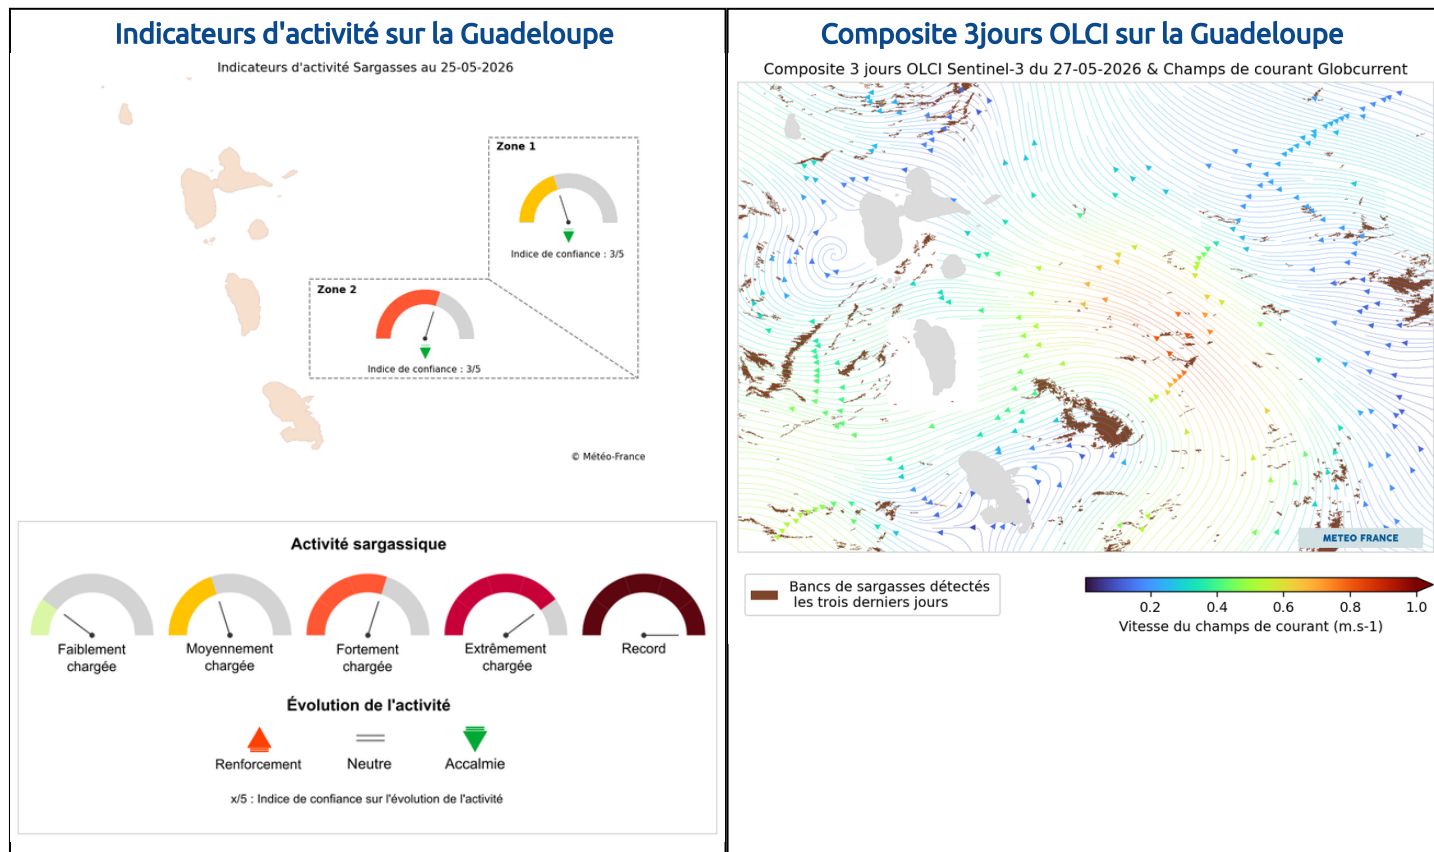 Indicateurs d'activité sur la Guadeloupe
Indicateurs d'activité Sargasses au 25-05-2026
Zone 1
Indice de confiance : 3/5
Zone 2
Indice de confiance : 3/5
© Météo-France
Activité sargassique
Faiblement
chargée
Moyennement
chargée
Fortement
chargée
Extrêmement
chargée
Record
Évolution de l'activité
Renforcement
Neutre
Accalmie
x/5 : Indice de confiance sur l'évolution de l'activité
Composite 3jours OLCI sur la Guadeloupe
Composite 3 jours OLCI Sentinel-3 du 27-05-2026 & Champs de courant Globcurrent
METEO FRANCE
Bancs de sargasses détectés
les trois derniers jours
0.2 0.4 0.6 0.8 1.0
Vitesse du champs de courant (m.s-1)